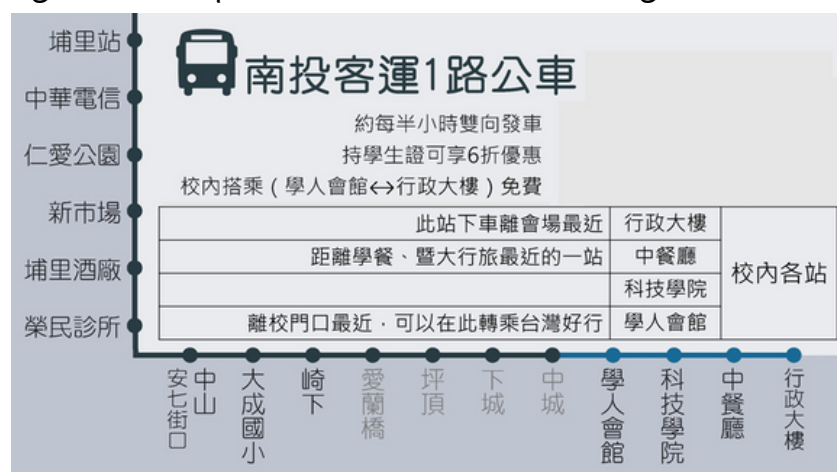 埔里站
中華電信
仁愛公園
新市場
埔里酒廠
榮民診所
南投客運1路公車
約每半小時雙向發車
持學生證可享6折優惠
校內搭乘(學人會館↔行政大樓)免費
此站下車離會場最近 行政大樓
距離學餐、暨大行旅最近的一站 中餐廳
科技學院
離校門口最近,可以在此轉乘台灣好行 學人會館
校內各站
中山
安七街口
大成國小
崎下
愛蘭橋
坪頂
下城
中城
學人會館
科技學院
中餐廳
行政大樓